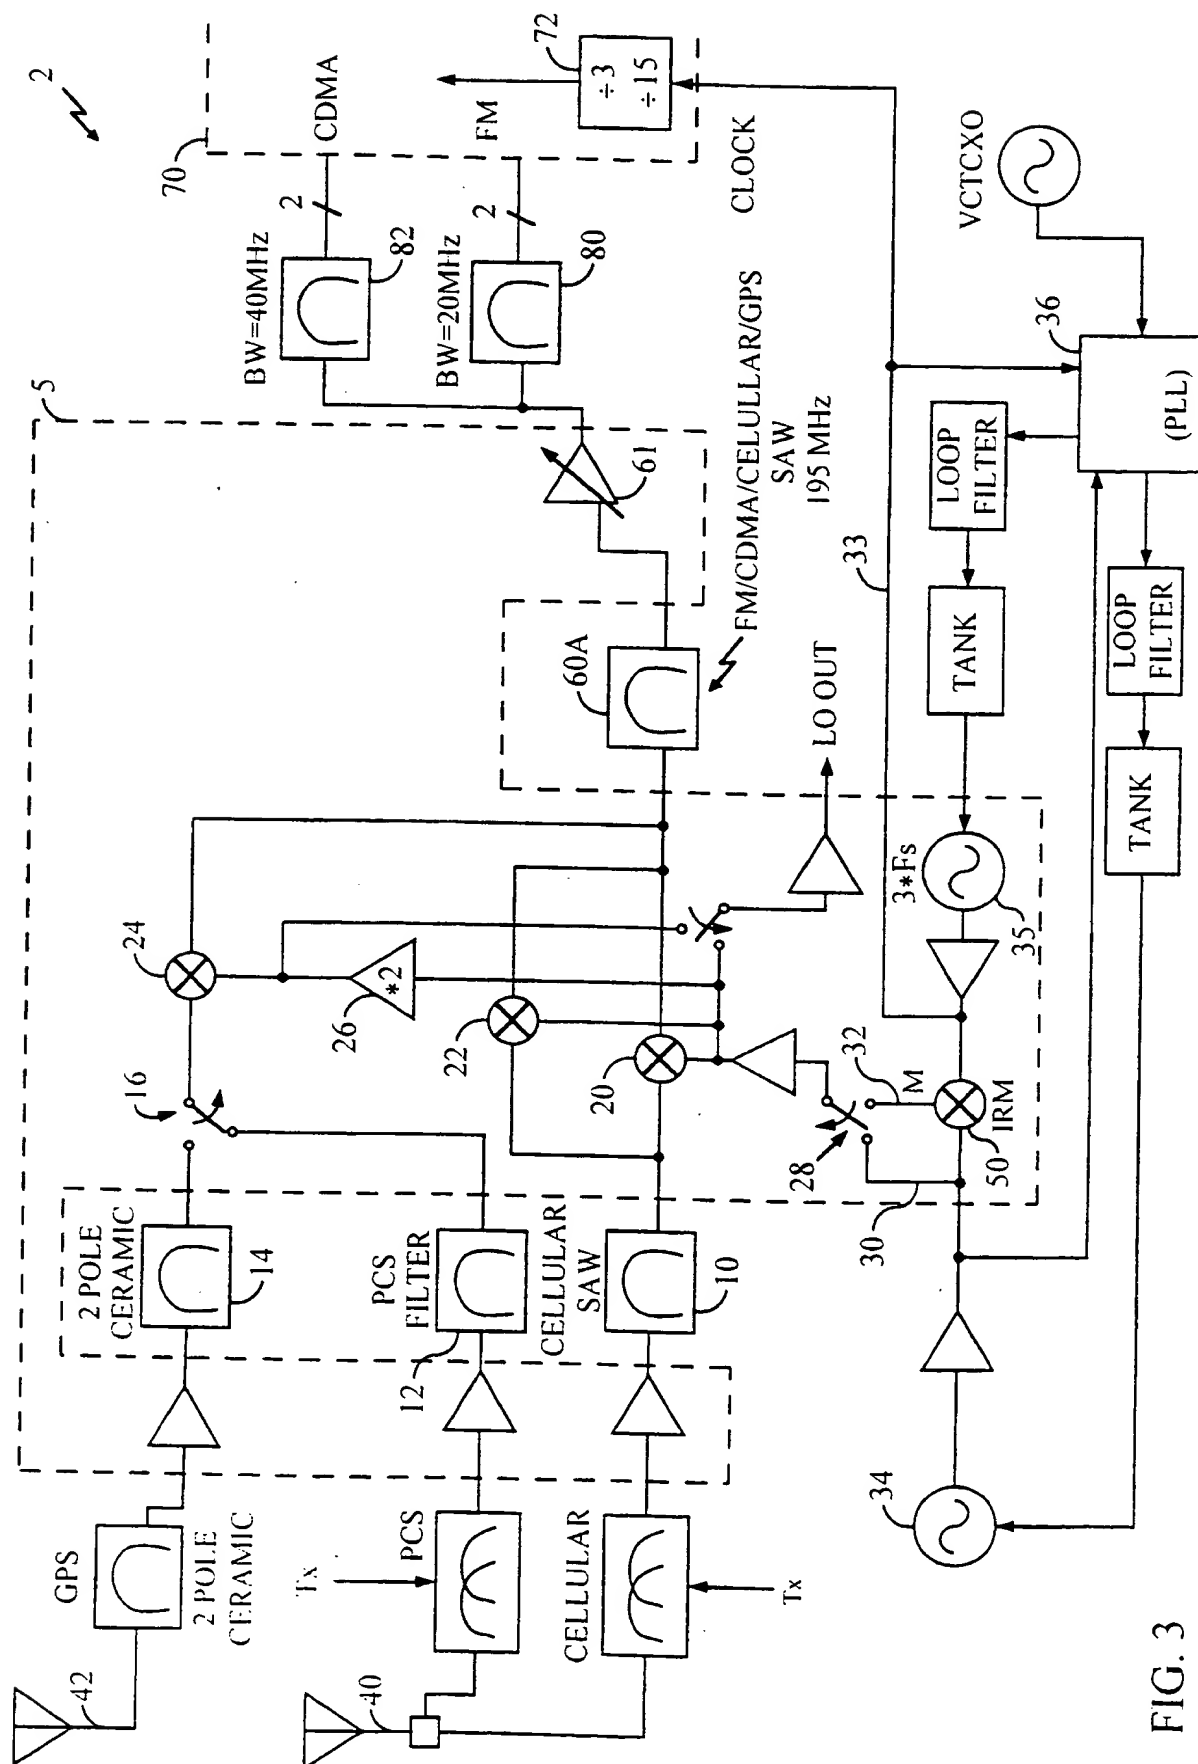 2
5
70
CDMA
FM
72
÷3
÷15
CLOCK
BW=40MHz
2
82
BW=20MHz
2
80
61
60A
FM/CDMA/CELULLAR/GPS
SAW
195 MHz
LO OUT
24
26
*2
22
20
16
28
30
32
M
50
IRM
33
3*Fs
35
2 POLE
CERAMIC
14
PCS
FILTER
12
CELLULAR
SAW
10
GPS
2 POLE
CERAMIC
42
Tx
PCS
40
CELLULAR
Tx
34
VCTCXO
36
(PLL)
LOOP
FILTER
TANK
LOOP
FILTER
TANK
FIG. 3